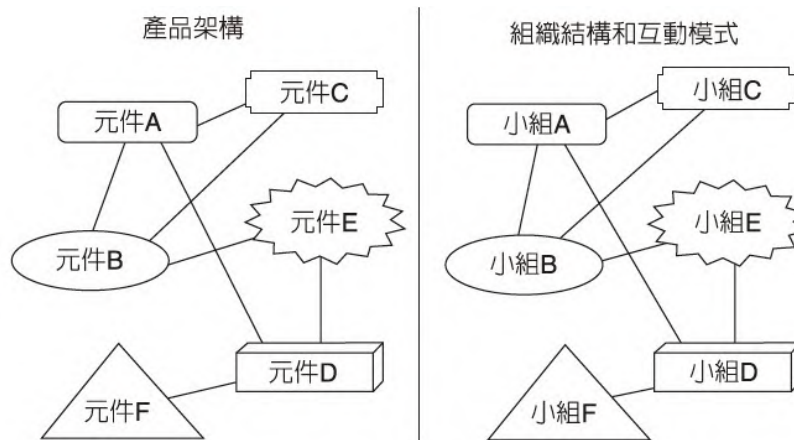 產品架構
元件A
元件C
元件E
元件B
元件D
元件F
組織結構和互動模式
小組A
小組C
小組E
小組B
小組D
小組F